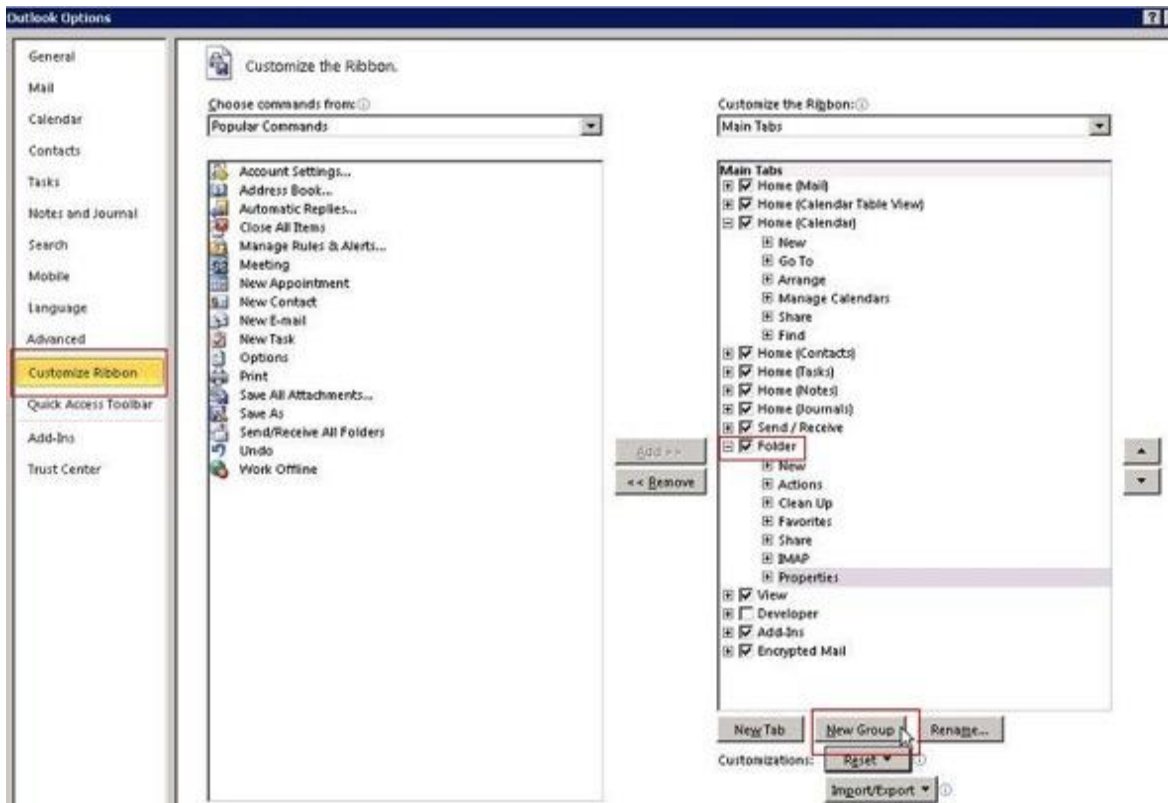 Outlook Options
General
Mail
Calendar
Contacts
Tasks
Notes and Journal
Search
Mobile
Language
Advanced
Customize Ribbon
Quick Access Toolbar
Add-Ins
Trust Center
Customize the Ribbon.
Choose commands from:
Popular Commands
Account Settings...
Address Book...
Automatic Replies...
Close All Items
Manage Rules & Alerts...
Meeting
New Appointment
New Contact
New E-mail
New Task
Options
Print
Save All Attachments...
Save As
Send/Receive All Folders
Undo
Work Offline
Add >>
<< Remove
Customize the Ribbon:
Main Tabs
Main Tabs
Home (Mail)
Home (Calendar Table View)
Home (Calendar)
New
Go To
Arrange
Manage Calendars
Share
Find
Home (Contacts)
Home (Tasks)
Home (Notes)
Home (Journals)
Send / Receive
Folder
New
Actions
Clean Up
Favorites
Share
IMAP
Properties
View
Developer
Add-Ins
Encrypted Mail
New Tab
New Group
Rename...
Customizations:
Reset
Import/Export